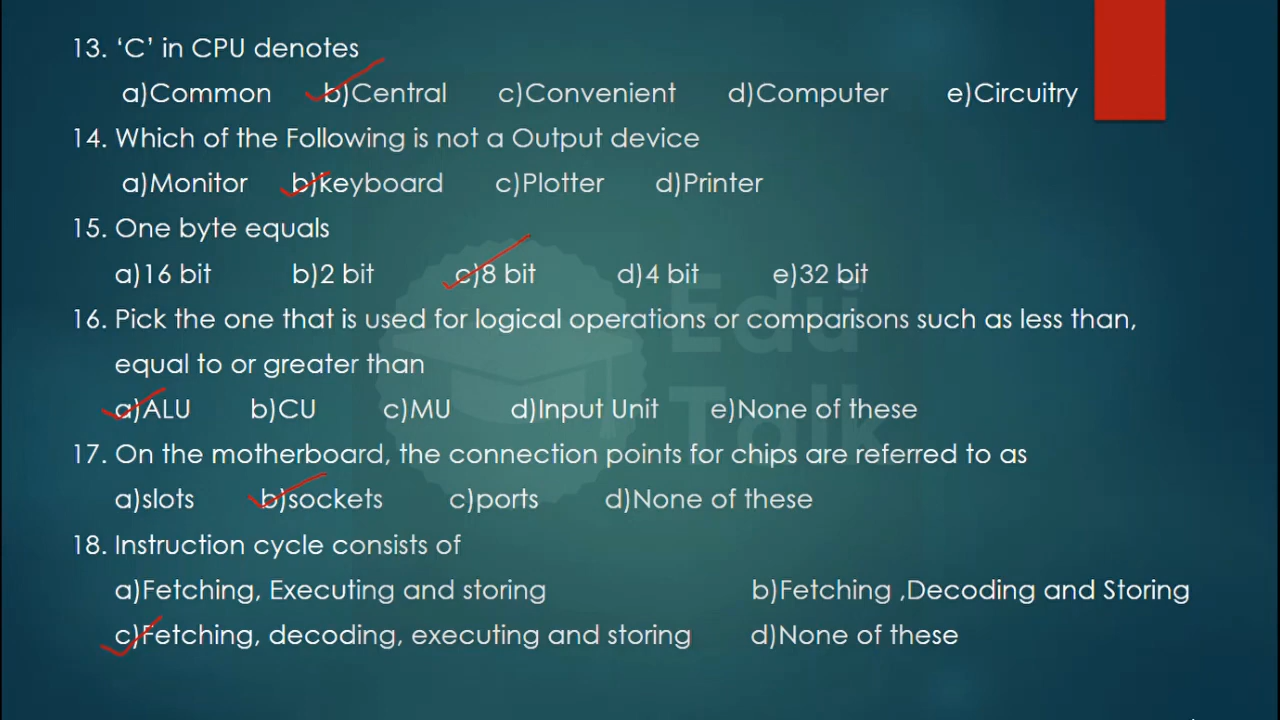 13. ‘C’ in CPU denotes
a)Common b)Central c)Convenient d)Computer e)Circuitry
14. Which of the Following is not a Output device
a)Monitor b)keyboard c)Plotter d)Printer
15. One byte equals
a)16 bit b)2 bit c)8 bit d)4 bit e)32 bit
16. Pick the one that is used for logical operations or comparisons such as less than,
equal to or greater than
a)ALU b)CU c)MU d)Input Unit e)None of these
17. On the motherboard, the connection points for chips are referred to as
a)slots b)sockets c)ports d)None of these
18. Instruction cycle consists of
a)Fetching, Executing and storing b)Fetching ,Decoding and Storing
c)Fetching, decoding, executing and storing d)None of these
Edu
Talk